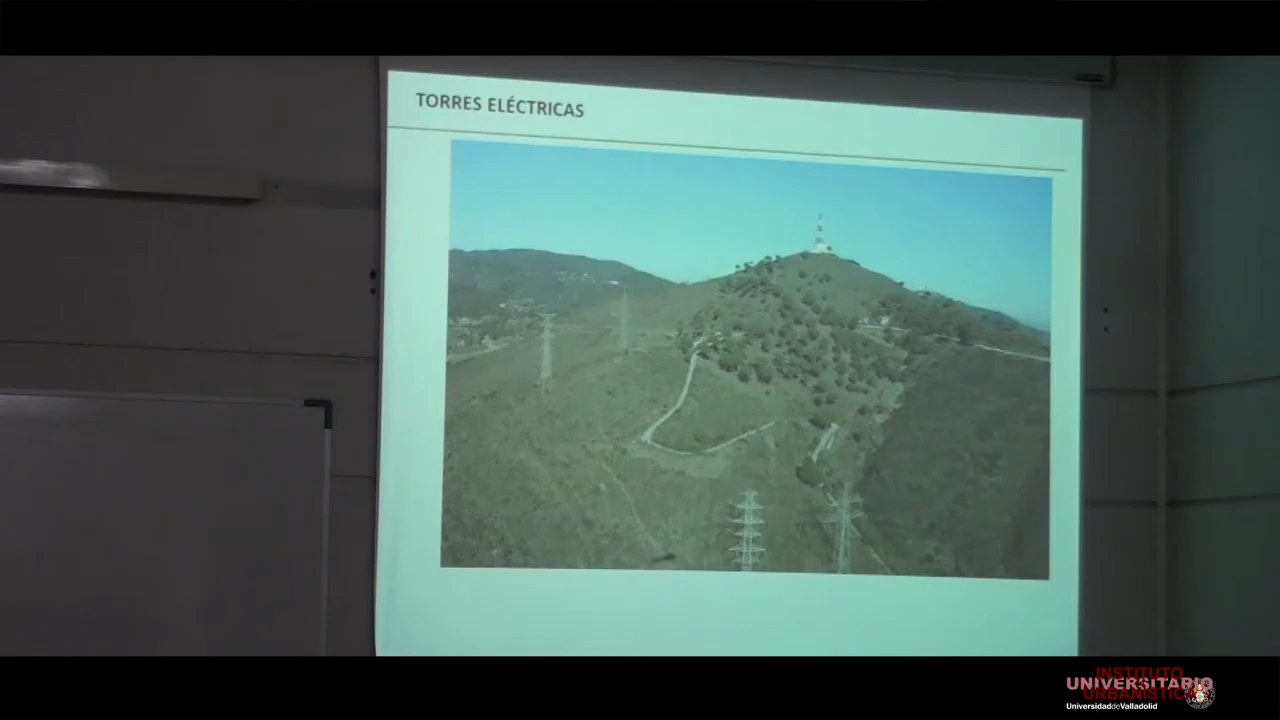 TORRES ELÉCTRICAS
INSTITUTO
UNIVERSITARIO
URBANÍSTICA
UniversidaddeValladolid